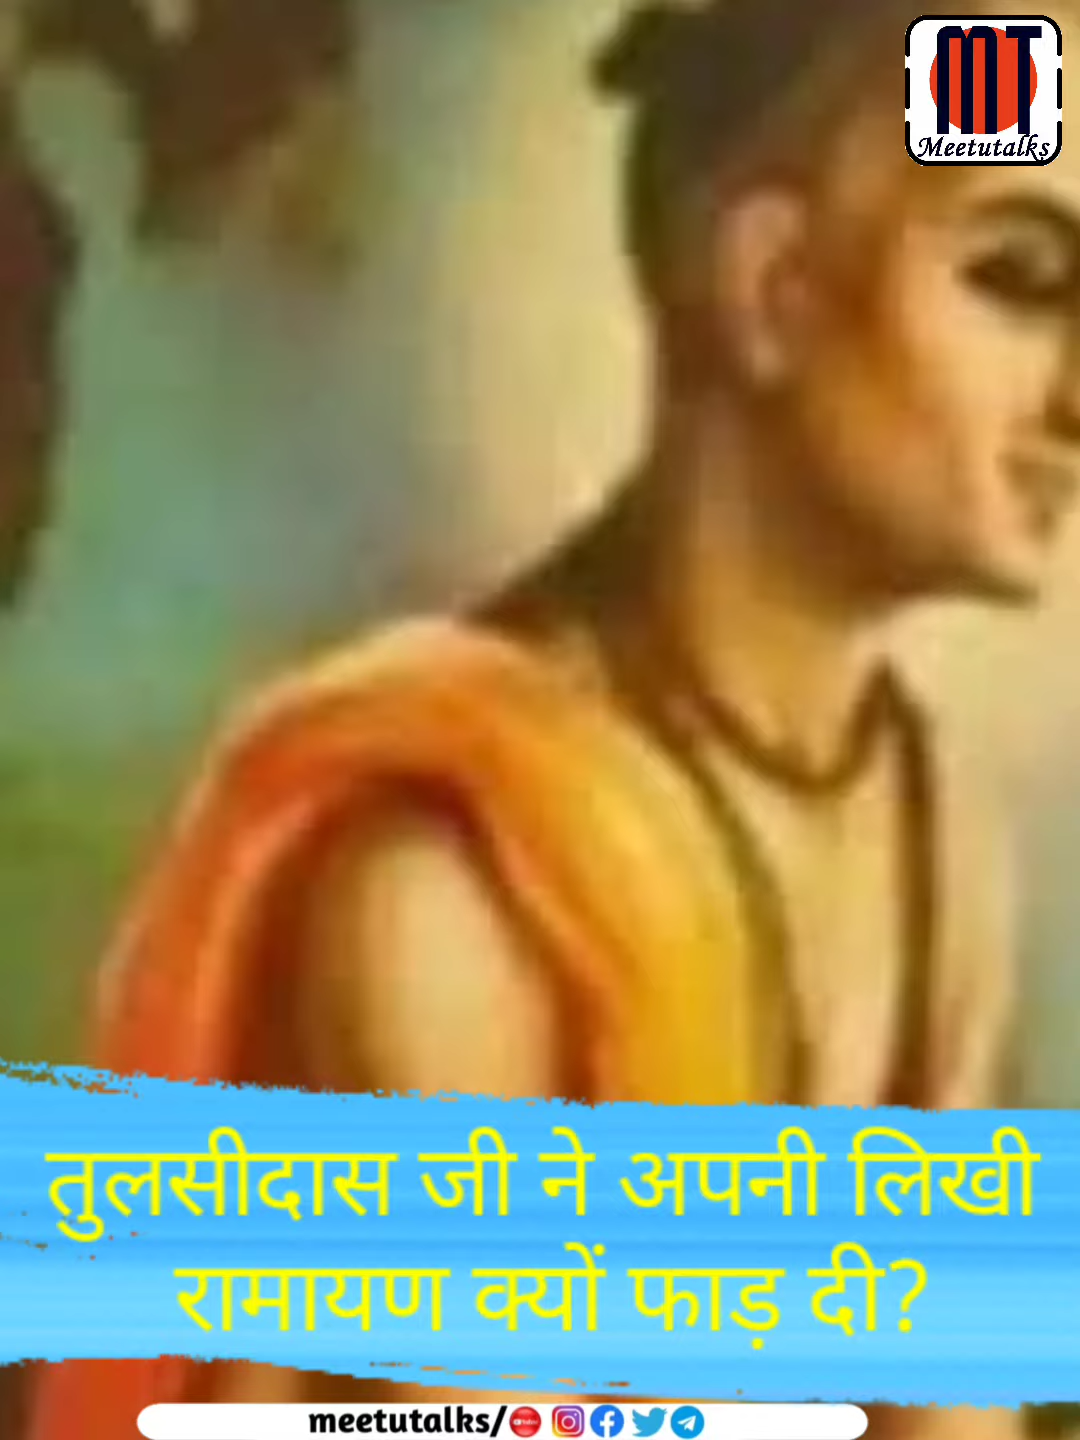 MT
Meetutalks
तुलसीदास जी ने अपनी लिखी
रामायण क्यों फाड़ दी?
meetutalks/